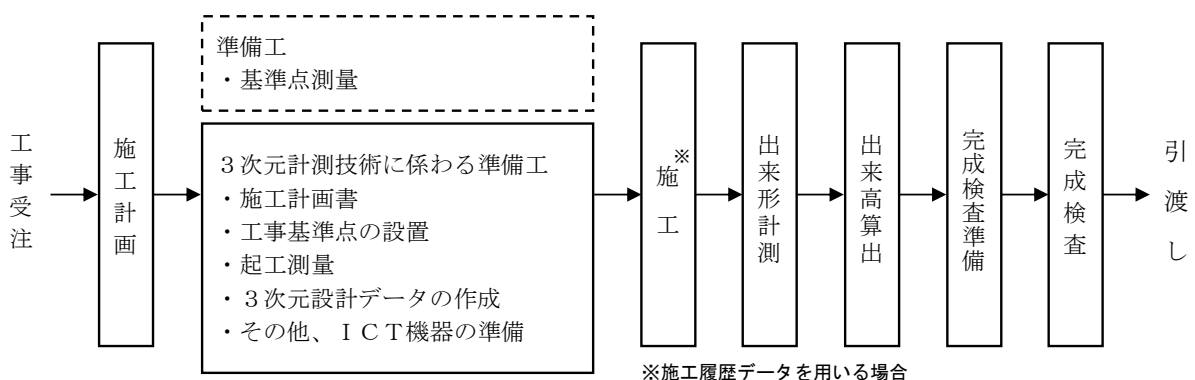 工事受注
施工計画
準備工
・基準点測量
３次元計測技術に係わる準備工
・施工計画書
・工事基準点の設置
・起工測量
・３次元設計データの作成
・その他、ＩＣＴ機器の準備
※
施工
出来形計測
出来高算出
完成検査準備
完成検査
引渡し
※施工履歴データを用いる場合